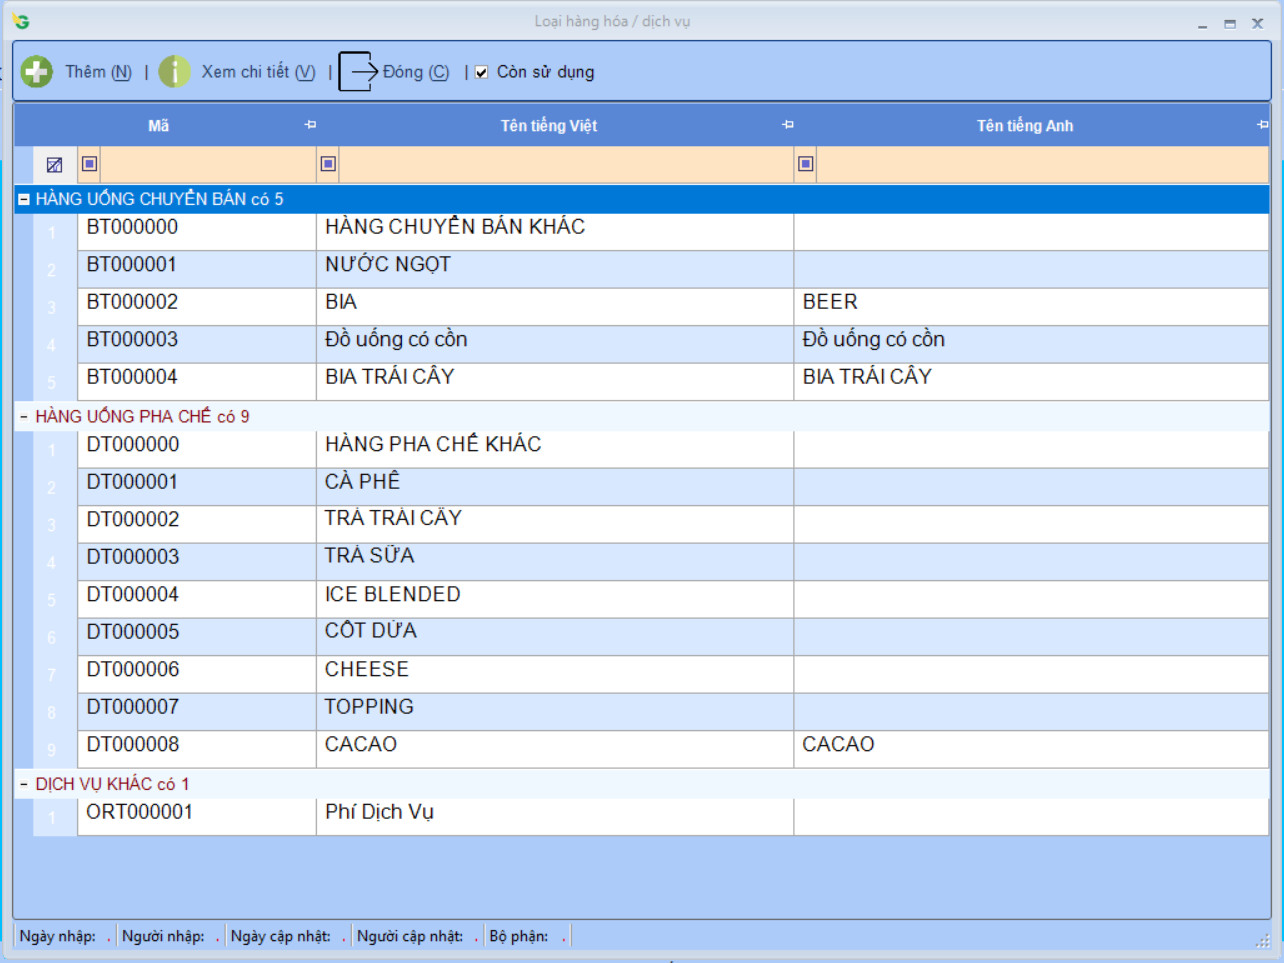 Loại hàng hóa / dịch vụ
Thêm (N) | Xem chi tiết (V) | Đóng (C) | Còn sử dụng
Mã Tên tiếng Việt Tên tiếng Anh
HÀNG UỐNG CHUYỂN BÁN có 5
1 BT000000 HÀNG CHUYỂN BÁN KHÁC
2 BT000001 NƯỚC NGỌT
3 BT000002 BIA BEER
4 BT000003 Đồ uống có cồn Đồ uống có cồn
5 BT000004 BIA TRÁI CÂY BIA TRÁI CÂY
HÀNG UỐNG PHA CHẾ có 9
1 DT000000 HÀNG PHA CHẾ KHÁC
2 DT000001 CÀ PHÊ
3 DT000002 TRÀ TRÁI CÂY
4 DT000003 TRÀ SỮA
5 DT000004 ICE BLENDED
6 DT000005 CỐT DỪA
7 DT000006 CHEESE
8 DT000007 TOPPING
9 DT000008 CACAO CACAO
DỊCH VỤ KHÁC có 1
1 ORT000001 Phí Dịch Vụ
Ngày nhập: . Người nhập: . Ngày cập nhật: . Người cập nhật: . Bộ phận: .